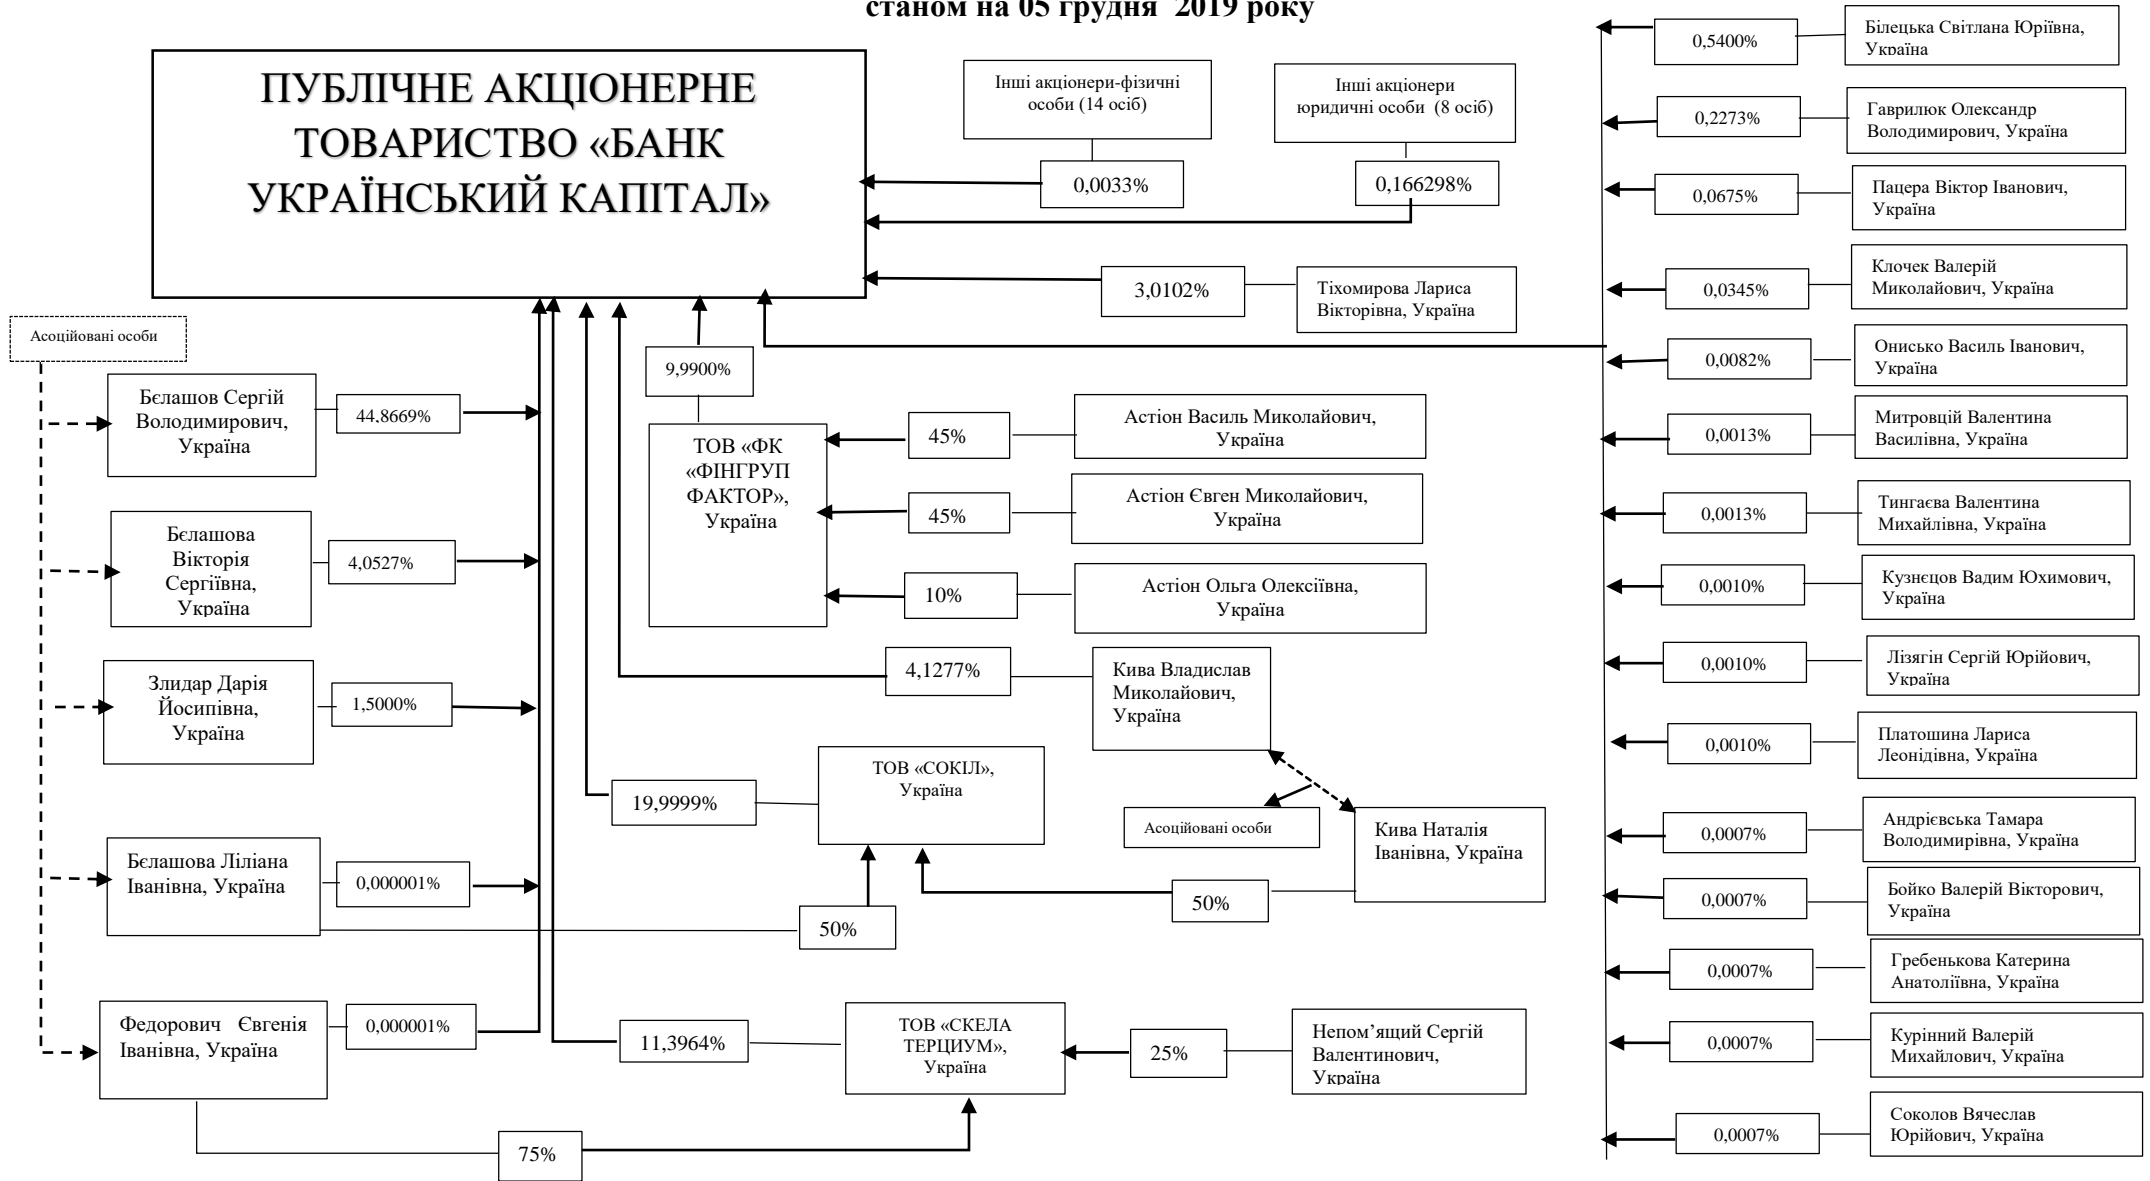 станом на 05 грудня 2019 року
ПУБЛІЧНЕ АКЦІОНЕРНЕ
ТОВАРИСТВО «БАНК
УКРАЇНСЬКИЙ КАПІТАЛ»
Інші акціонери-фізичні
особи (14 осіб)
0,0033%
Інші акціонери
юридичні особи (8 осіб)
0,166298%
3,0102%
Тіхомирова Лариса
Вікторівна, Україна
Асоційовані особи
Бєлашов Сергій
Володимирович,
Україна
44,8669%
Бєлашова
Вікторія
Сергіївна,
Україна
4,0527%
Злидар Дарія
Йосипівна,
Україна
1,5000%
Бєлашова Ліліана
Іванівна, Україна
0,000001%
50%
Федорович Євгенія
Іванівна, Україна
0,000001%
75%
9,9900%
ТОВ «ФК
«ФІНГРУП
ФАКТОР»,
Україна
45%
Астіон Василь Миколайович,
Україна
45%
Астіон Євген Миколайович,
Україна
10%
Астіон Ольга Олексіївна,
Україна
4,1277%
Кива Владислав
Миколайович,
Україна
19,9999%
ТОВ «СОКІЛ»,
Україна
Асоційовані особи
Кива Наталія
Іванівна, Україна
50%
11,3964%
ТОВ «СКЕЛА
ТЕРЦИУМ»,
Україна
25%
Непом’ящий Сергій
Валентинович,
Україна
0,5400%
Білецька Світлана Юріївна,
Україна
0,2273%
Гаврилюк Олександр
Володимирович, Україна
0,0675%
Пацера Віктор Іванович,
Україна
0,0345%
Клочек Валерій
Миколайович, Україна
0,0082%
Онисько Василь Іванович,
Україна
0,0013%
Митровцій Валентина
Василівна, Україна
0,0013%
Тингаєва Валентина
Михайлівна, Україна
0,0010%
Кузнєцов Вадим Юхимович,
Україна
0,0010%
Лізягін Сергій Юрійович,
Україна
0,0010%
Платошина Лариса
Леонідівна, Україна
0,0007%
Андрієвська Тамара
Володимирівна, Україна
0,0007%
Бойко Валерій Вікторович,
Україна
0,0007%
Гребенькова Катерина
Анатоліївна, Україна
0,0007%
Курінний Валерій
Михайлович, Україна
0,0007%
Соколов Вячеслав
Юрійович, Україна